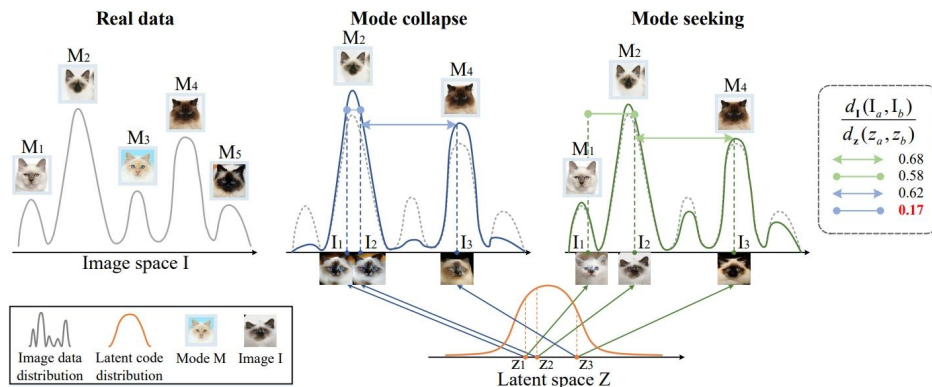 Real data
Mode collapse
Mode seeking
M1
M2
M3
M4
M5
Image space I
M2
M4
I1
I2
I3
M1
M2
M4
I1
I2
I3
d_I(I_a, I_b)
d_z(z_a, z_b)
0.68
0.58
0.62
0.17
Image data
distribution
Latent code
distribution
Mode M
Image I
z1
z2
z3
Latent space Z